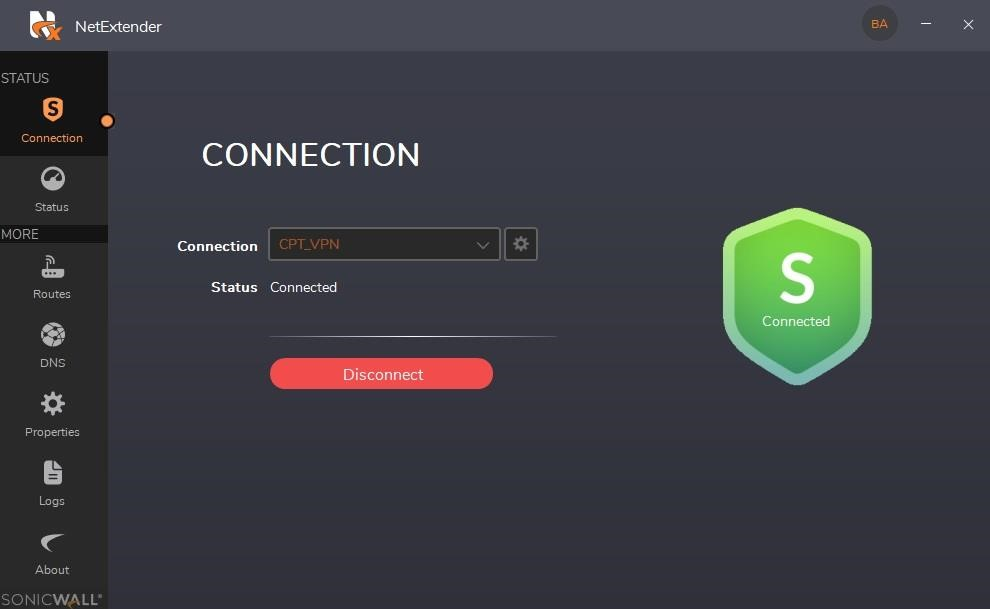 NetExtender
BA
STATUS
Connection
Status
MORE
Routes
DNS
Properties
Logs
About
SONICWALL®
CONNECTION
Connection CPT_VPN
Status Connected
Disconnect
S
Connected